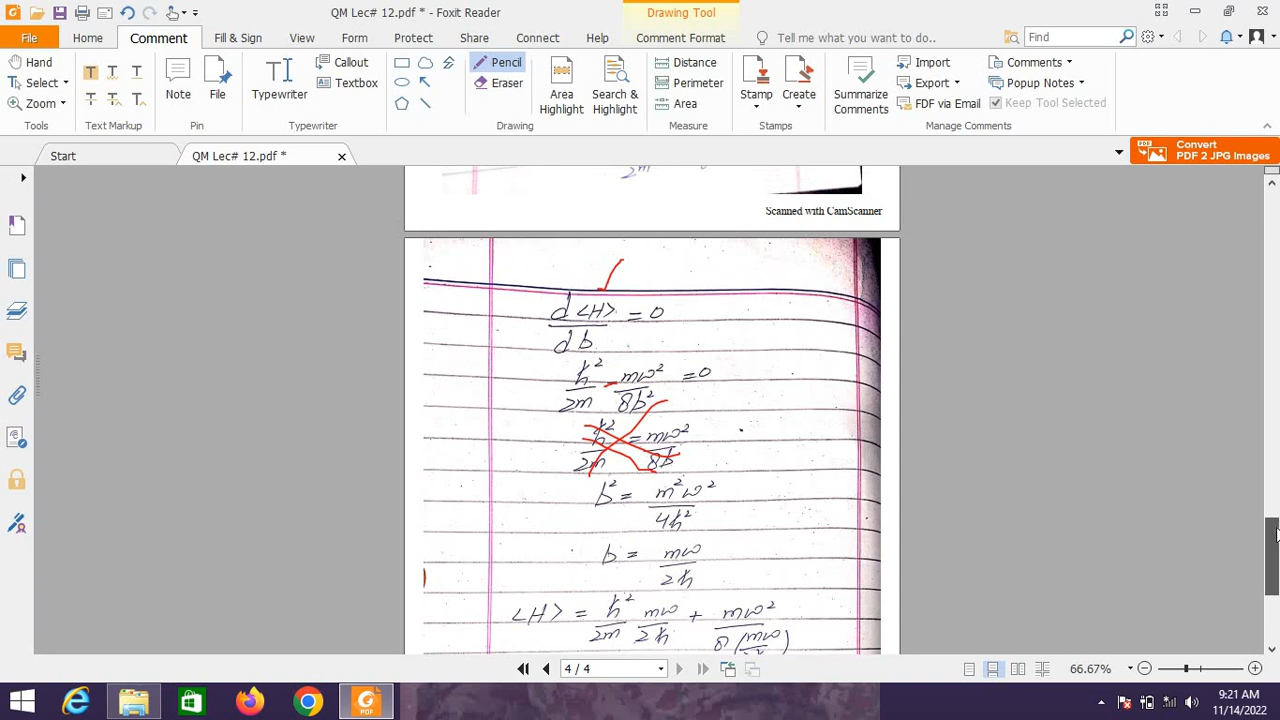 QM Lec# 12.pdf * - Foxit Reader
Drawing Tool
File Home Comment Fill & Sign View Form Protect Share Connect Help Comment Format Tell me what you want to do... Find
Hand
Select
Zoom
Tools
T T T
T T T
Text Markup
Note File
Pin
Typewriter
Callout
Textbox
Typewriter
Pencil
Eraser
Drawing
Area Highlight
Search & Highlight
Distance
Perimeter
Area
Measure
Stamp Create
Stamps
Summarize Comments
Import
Export
FDF via Email
Comments
Popup Notes
Keep Tool Selected
Manage Comments
Start QM Lec# 12.pdf *
Convert
PDF 2 JPG Images
2m
Scanned with CamScanner
d<H>/db = 0
ħ²/2m - mω²/8b² = 0
ħ²/2m = mω²/8b
b² = m²ω²/4ħ²
b = mω/2ħ
<H> = ħ²/2m mω/2ħ + mω²/8(mω
4 / 4
66.67%
9:21 AM
11/14/2022